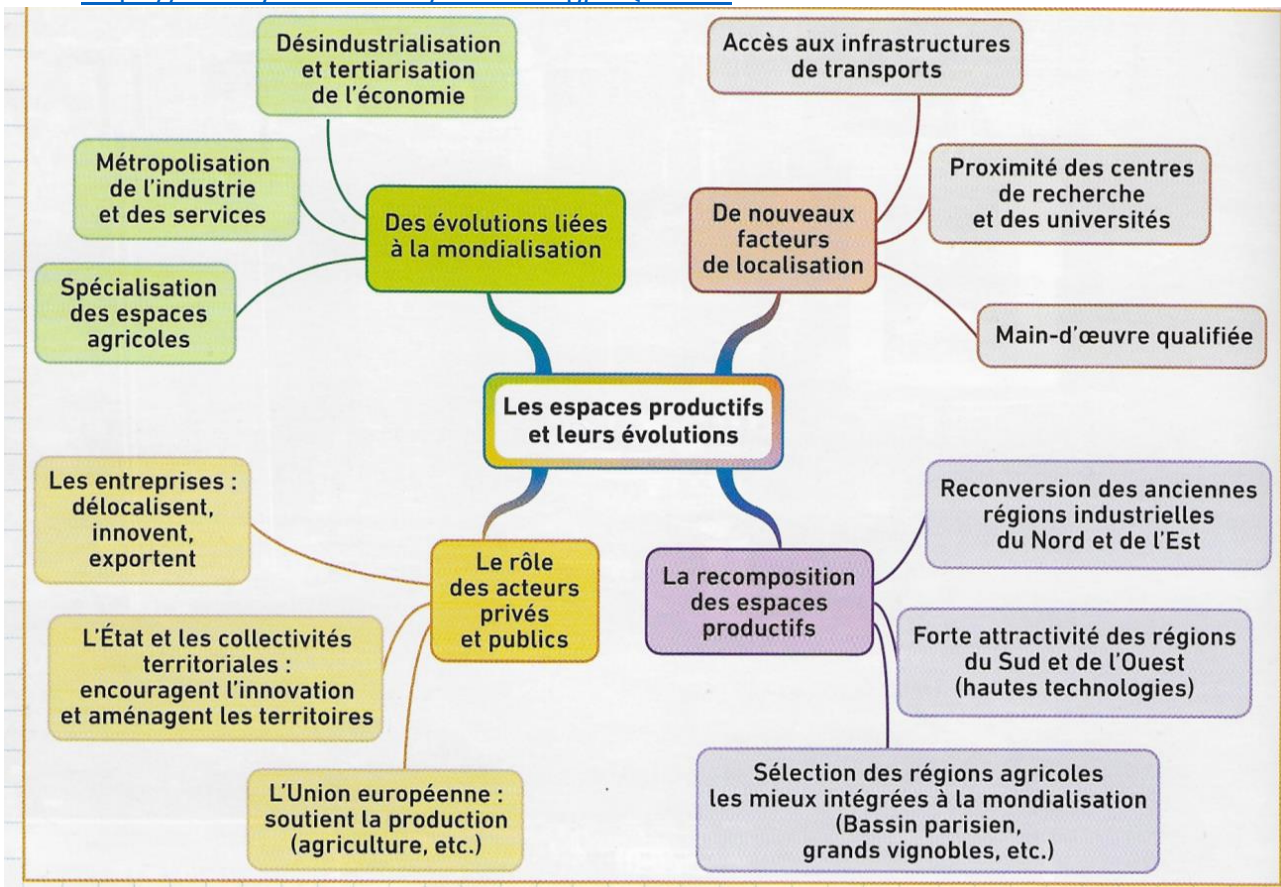 Désindustrialisation
et tertiarisation
de l'économie
Métropolisation
de l'industrie
et des services
Spécialisation
des espaces
agricoles
Des évolutions liées
à la mondialisation
Accès aux infrastructures
de transports
Proximité des centres
de recherche
et des universités
Main-d'œuvre qualifiée
De nouveaux
facteurs
de localisation
Les espaces productifs
et leurs évolutions
Les entreprises :
délocalisent,
innovent,
exportent
L'État et les collectivités
territoriales :
encouragent l'innovation
et aménagent les territoires
L'Union européenne :
soutient la production
(agriculture, etc.)
Le rôle
des acteurs
privés
et publics
La recomposition
des espaces
productifs
Reconversion des anciennes
régions industrielles
du Nord et de l'Est
Forte attractivité des régions
du Sud et de l'Ouest
(hautes technologies)
Sélection des régions agricoles
les mieux intégrées à la mondialisation
(Bassin parisien,
grands vignobles, etc.)